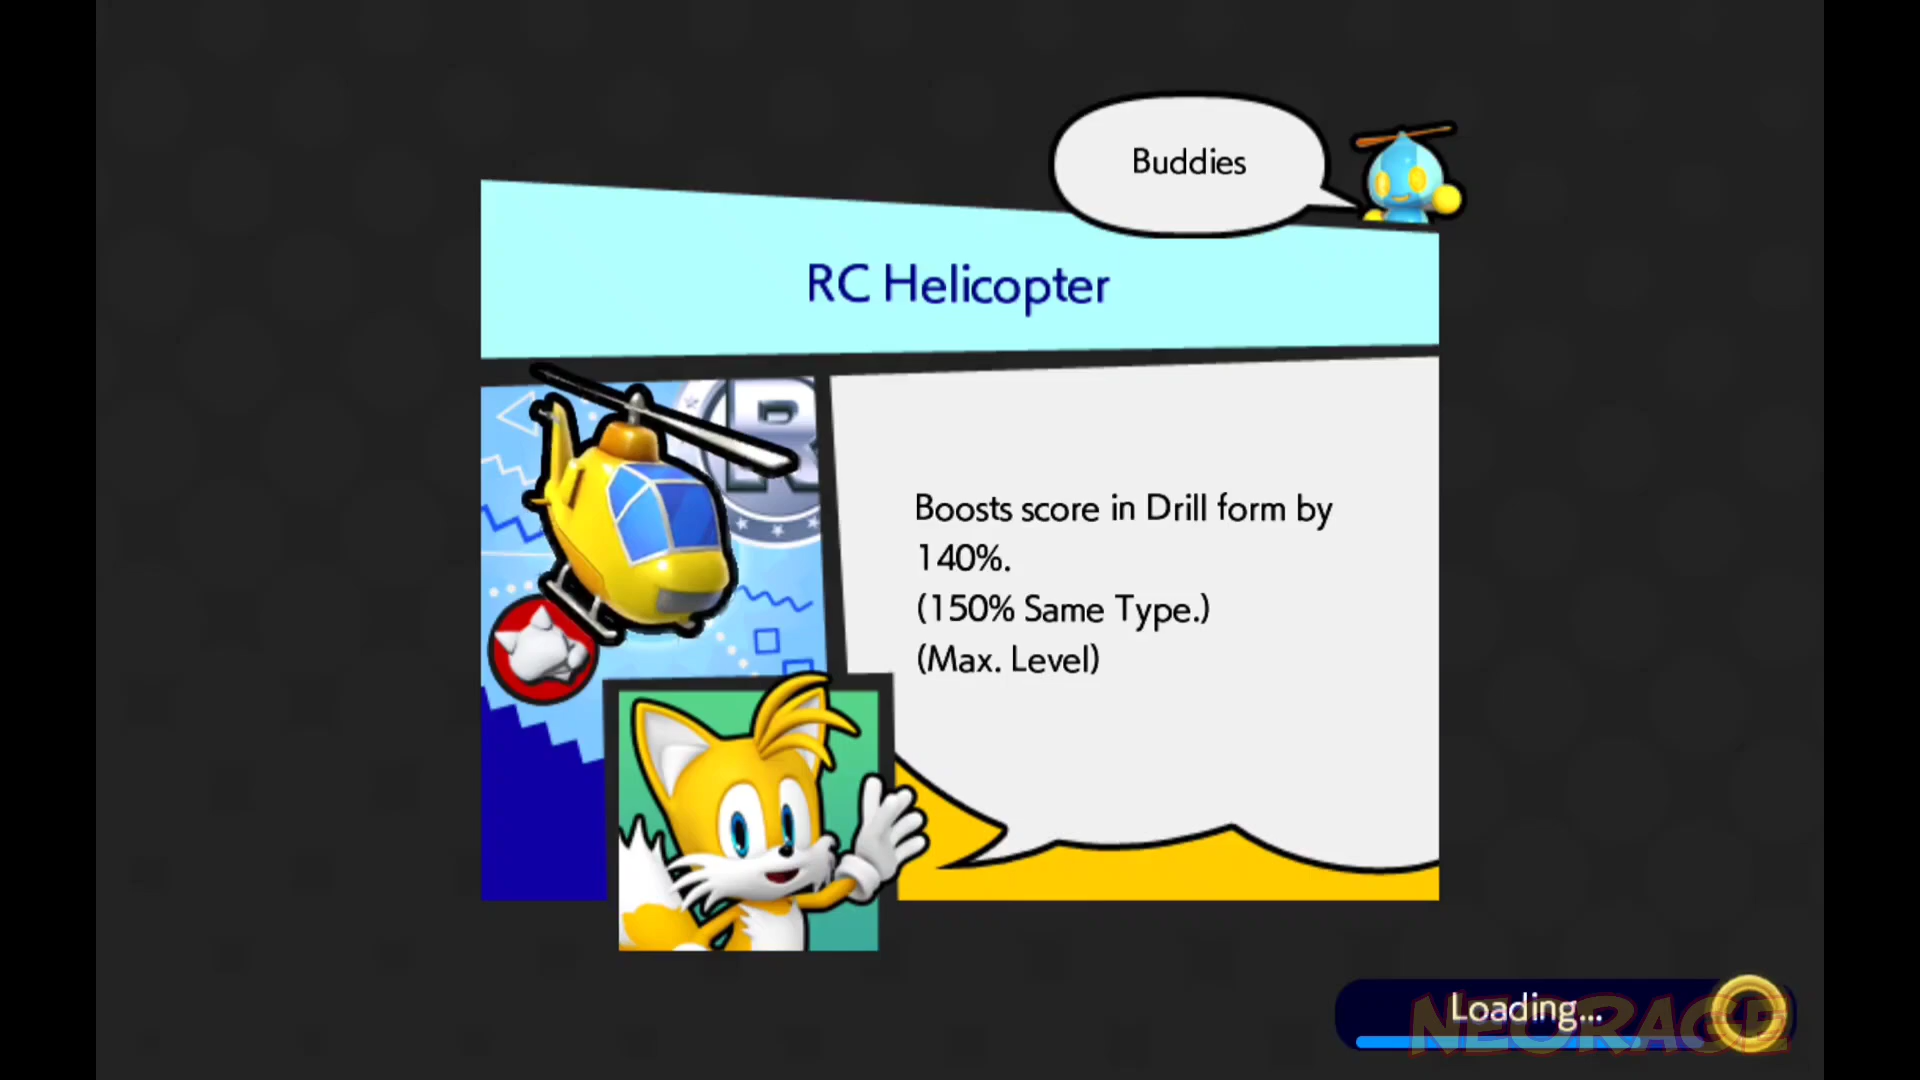 Buddies
RC Helicopter
R
Boosts score in Drill form by
140%.
(150% Same Type.)
(Max. Level)
Loading...
NEORAGE